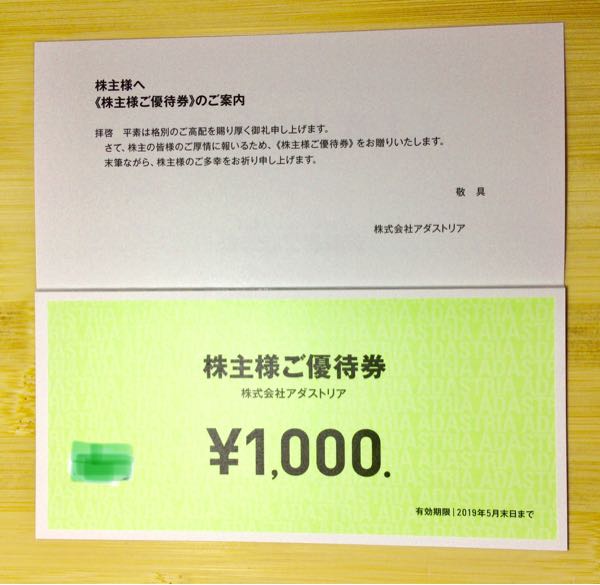 株主様へ
《株主様ご優待券》のご案内
拝啓　平素は格別のご高配を賜り厚く御礼申し上げます。
さて、株主の皆様のご厚情に報いるため、《株主様ご優待券》をお贈りいたします。
末筆ながら、株主様のご多幸をお祈り申し上げます。
敬　具
株式会社アダストリア
株主様ご優待券
株式会社アダストリア
¥1,000.
有効期限｜2019年5月末日まで